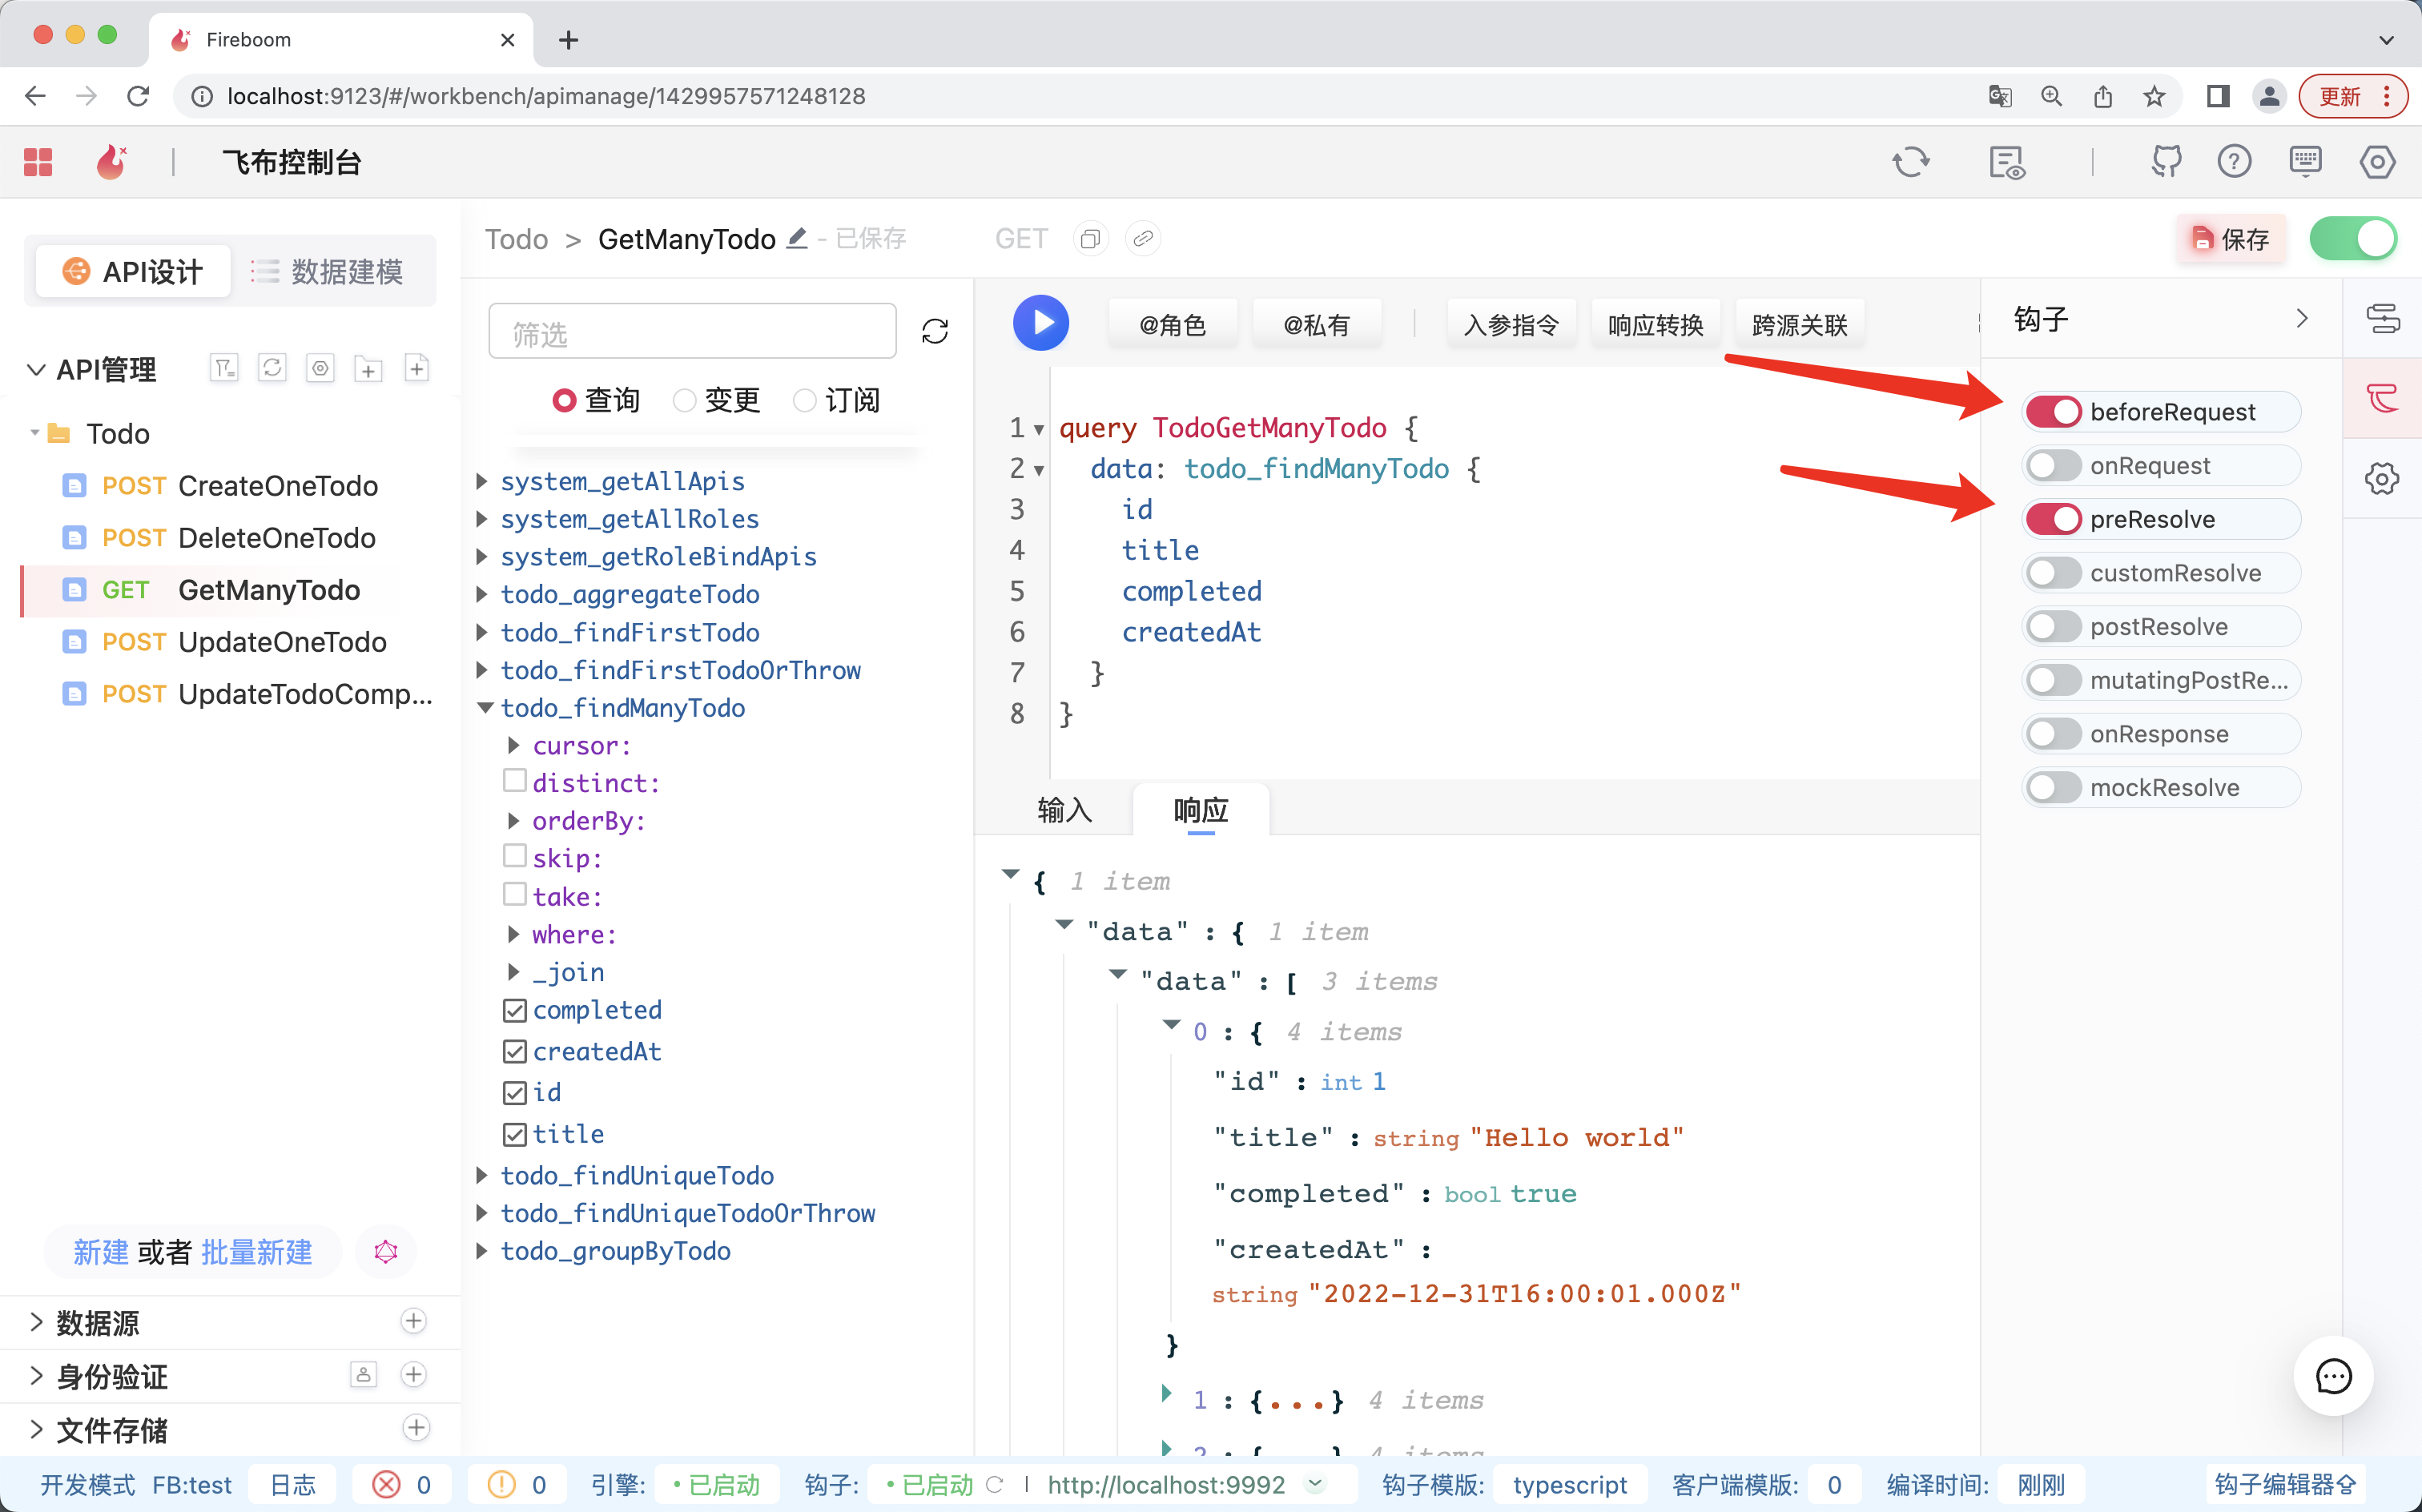 Fireboom
localhost:9123/#/workbench/apimanage/1429957571248128
更新
飞布控制台
API设计
数据建模
API管理
Todo
POST CreateOneTodo
POST DeleteOneTodo
GET GetManyTodo
POST UpdateOneTodo
POST UpdateTodoComp...
新建 或者 批量新建
数据源
身份验证
文件存储
Todo > GetManyTodo - 已保存
GET
保存
筛选
查询 变更 订阅
system_getAllApis
system_getAllRoles
system_getRoleBindApis
todo_aggregateTodo
todo_findFirstTodo
todo_findFirstTodoOrThrow
todo_findManyTodo
cursor:
distinct:
orderBy:
skip:
take:
where:
_join
completed
createdAt
id
title
todo_findUniqueTodo
todo_findUniqueTodoOrThrow
todo_groupByTodo
@角色 @私有 入参指令 响应转换 跨源关联
1 query TodoGetManyTodo {
2 data: todo_findManyTodo {
3 id
4 title
5 completed
6 createdAt
7 }
8 }
输入 响应
{ 1 item
"data" : { 1 item
"data" : [ 3 items
0 : { 4 items
"id" : int 1
"title" : string "Hello world"
"completed" : bool true
"createdAt" :
string "2022-12-31T16:00:01.000Z"
}
1 : {...} 4 items
2 : {...} 4 items
钩子
beforeRequest
onRequest
preResolve
customResolve
postResolve
mutatingPostRe...
onResponse
mockResolve
开发模式 FB:test 日志 0 0 引擎: 已启动 钩子: 已启动 | http://localhost:9992 钩子模版: typescript 客户端模版: 0 编译时间: 刚刚 钩子编辑器